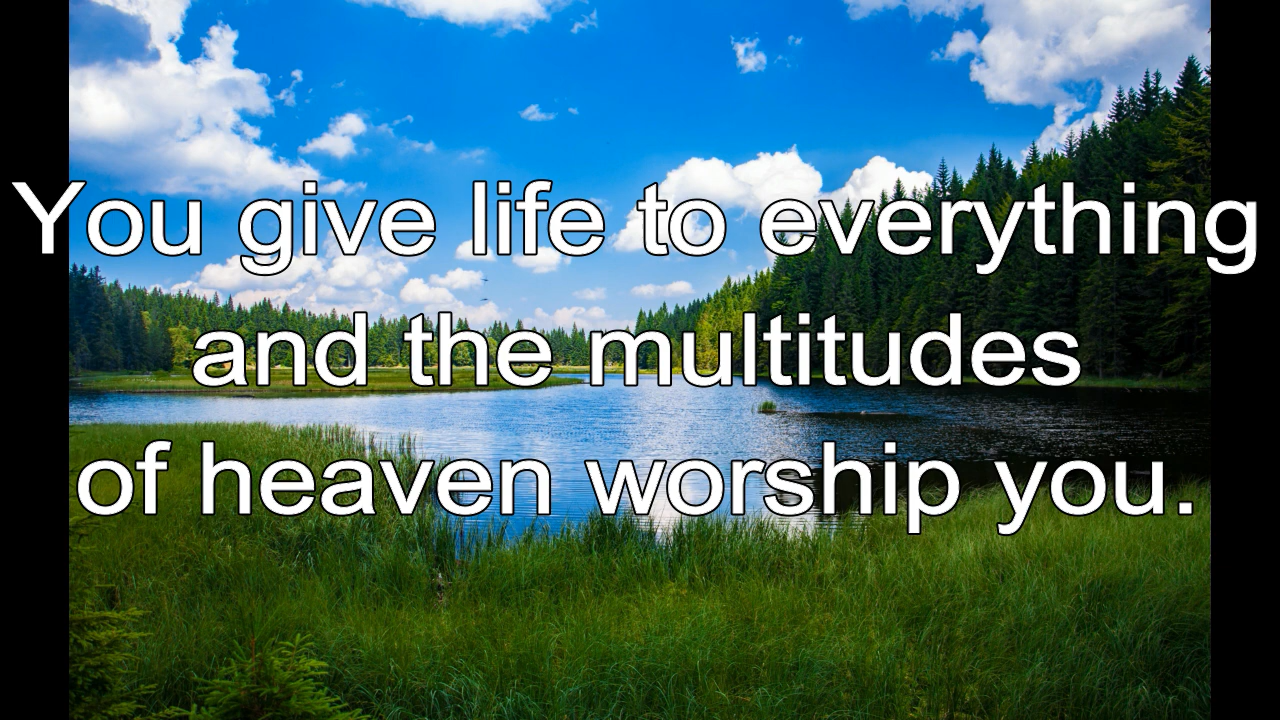 You give life to everything
and the multitudes
of heaven worship you.